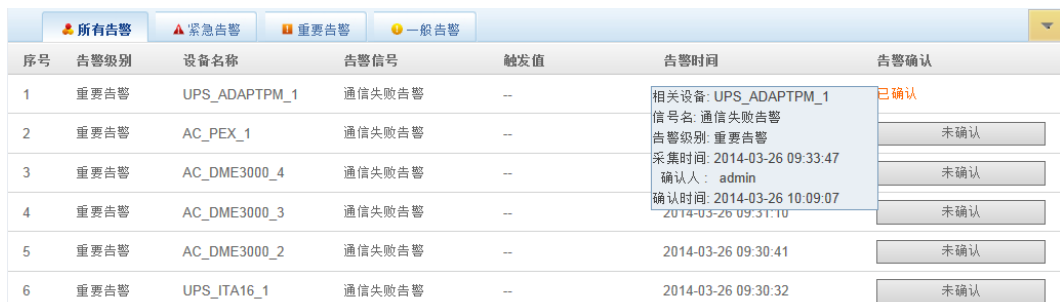 所有告警 紧急告警 重要告警 一般告警
序号 告警级别 设备名称 告警信号 触发值 告警时间 告警确认
1 重要告警 UPS_ADAPTPM_1 通信失败告警 -- 已确认
相关设备: UPS_ADAPTPM_1
信号名: 通信失败告警
告警级别: 重要告警
采集时间: 2014-03-26 09:33:47
确认人： admin
确认时间: 2014-03-26 10:09:07
2 重要告警 AC_PEX_1 通信失败告警 -- 未确认
3 重要告警 AC_DME3000_4 通信失败告警 -- 未确认
4 重要告警 AC_DME3000_3 通信失败告警 -- 2014-03-26 09:31:10 未确认
5 重要告警 AC_DME3000_2 通信失败告警 -- 2014-03-26 09:30:41 未确认
6 重要告警 UPS_ITA16_1 通信失败告警 -- 2014-03-26 09:30:32 未确认